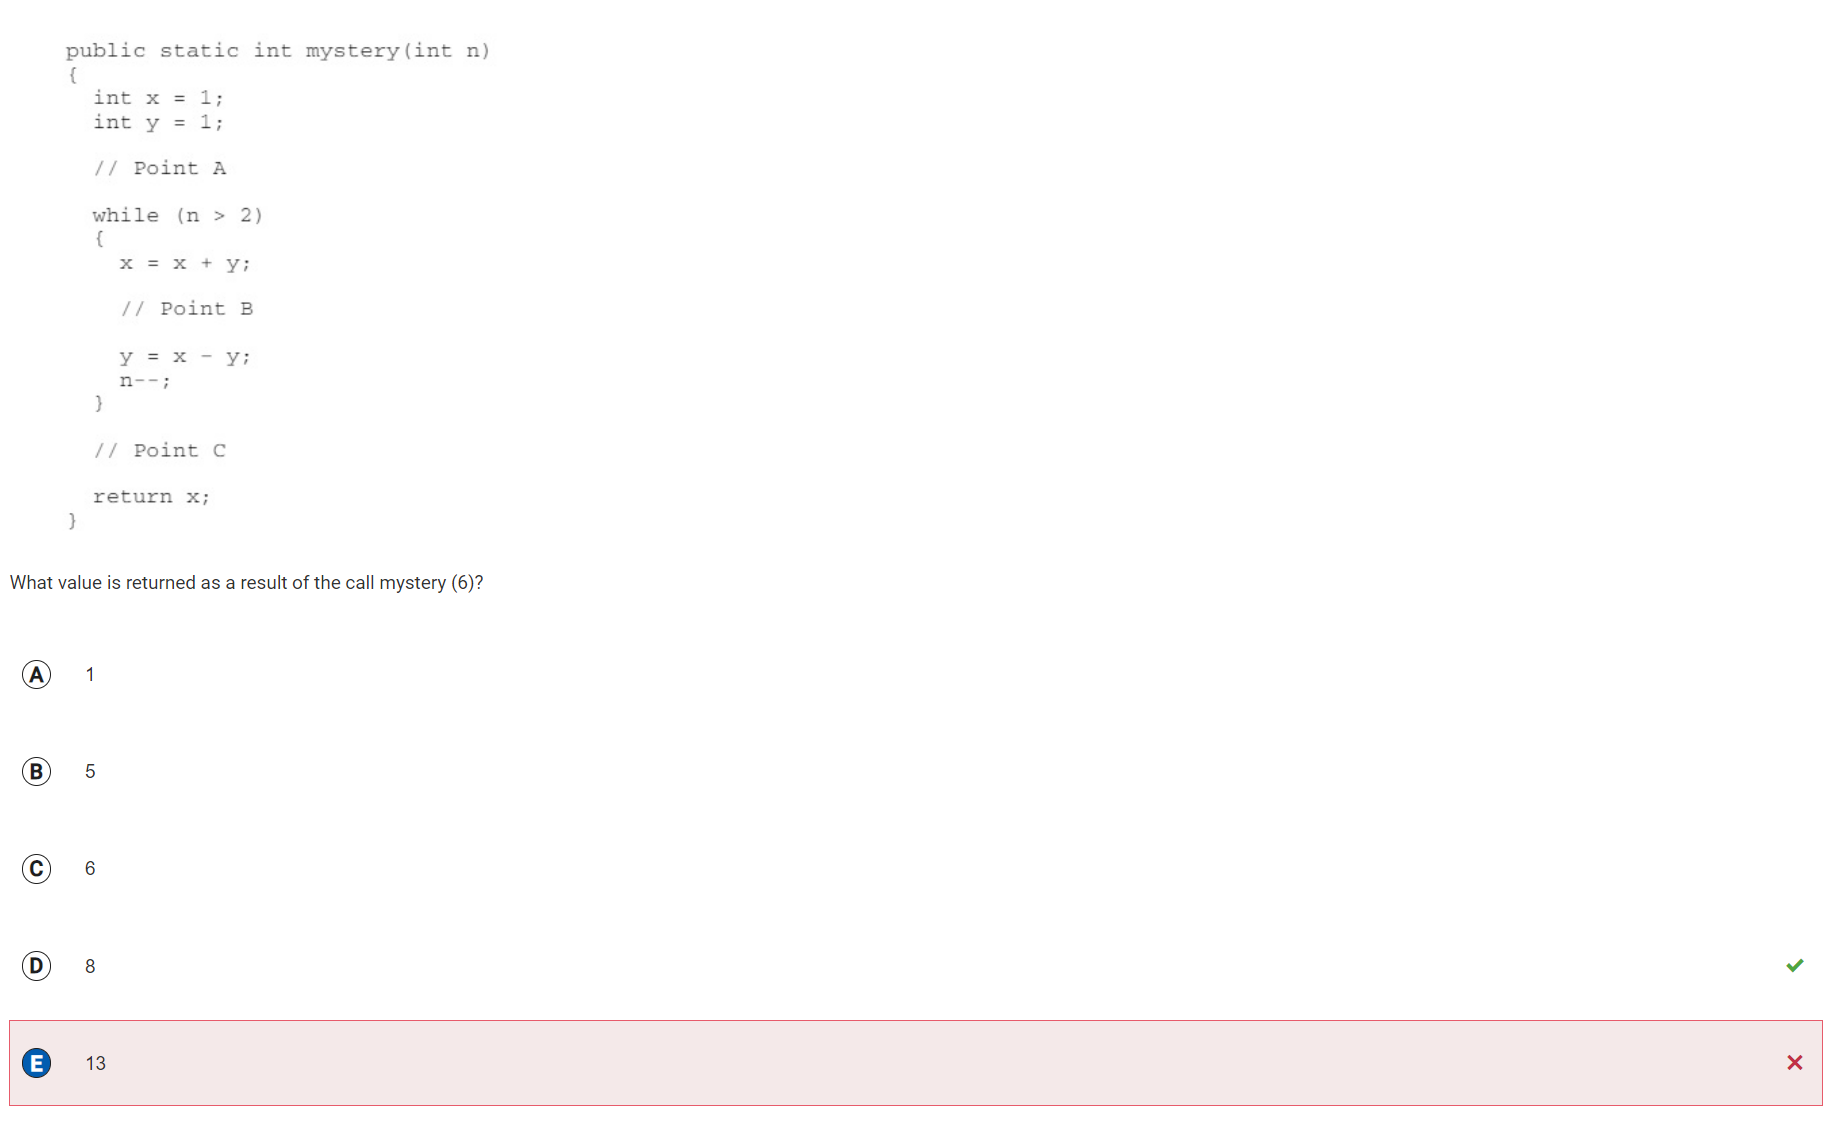 public static int mystery(int n)
{
int x = 1;
int y = 1;
// Point A
while (n > 2)
{
x = x + y;
// Point B
y = x - y;
n--;
}
// Point C
return x;
}
What value is returned as a result of the call mystery (6)?
A 1
B 5
C 6
D 8
E 13